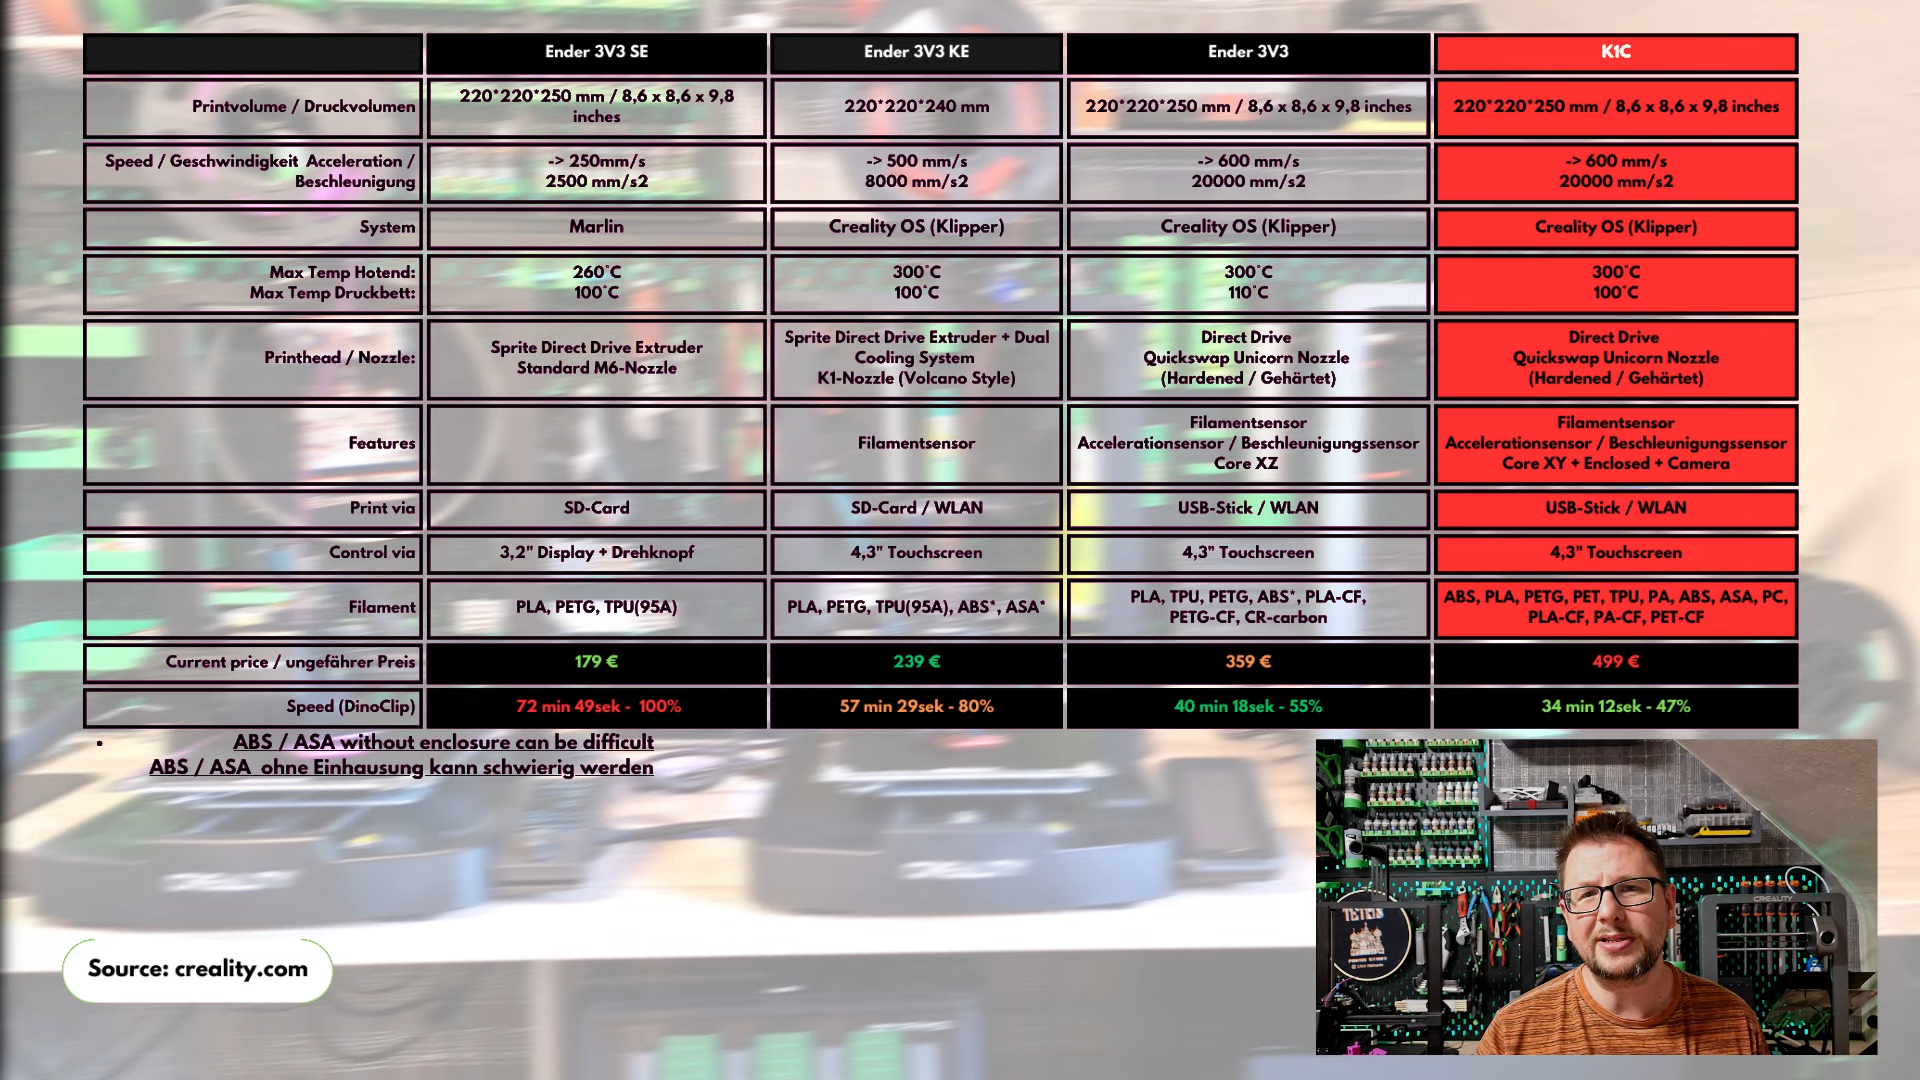 Ender 3V3 SE
Ender 3V3 KE
Ender 3V3
K1C
Printvolume / Druckvolumen
220*220*250 mm / 8,6 x 8,6 x 9,8
inches
220*220*240 mm
220*220*250 mm / 8,6 x 8,6 x 9,8 inches
220*220*250 mm / 8,6 x 8,6 x 9,8 inches
Speed / Geschwindigkeit Acceleration /
Beschleunigung
-> 250mm/s
2500 mm/s2
-> 500 mm/s
8000 mm/s2
-> 600 mm/s
20000 mm/s2
-> 600 mm/s
20000 mm/s2
System
Marlin
Creality OS (Klipper)
Creality OS (Klipper)
Creality OS (Klipper)
Max Temp Hotend:
Max Temp Druckbett:
260°C
100°C
300°C
100°C
300°C
110°C
300°C
100°C
Printhead / Nozzle:
Sprite Direct Drive Extruder
Standard M6-Nozzle
Sprite Direct Drive Extruder + Dual
Cooling System
K1-Nozzle (Volcano Style)
Direct Drive
Quickswap Unicorn Nozzle
(Hardened / Gehärtet)
Direct Drive
Quickswap Unicorn Nozzle
(Hardened / Gehärtet)
Features
Filamentsensor
Filamentsensor
Accelerationsensor / Beschleunigungssensor
Core XZ
Filamentsensor
Accelerationsensor / Beschleunigungssensor
Core XY + Enclosed + Camera
Print via
SD-Card
SD-Card / WLAN
USB-Stick / WLAN
USB-Stick / WLAN
Control via
3,2" Display + Drehknopf
4,3" Touchscreen
4,3" Touchscreen
4,3" Touchscreen
Filament
PLA, PETG, TPU(95A)
PLA, PETG, TPU(95A), ABS*, ASA*
PLA, TPU, PETG, ABS*, PLA-CF,
PETG-CF, CR-carbon
ABS, PLA, PETG, PET, TPU, PA, ABS, ASA, PC,
PLA-CF, PA-CF, PET-CF
Current price / ungefährer Preis
179 €
239 €
359 €
499 €
Speed (DinoClip)
72 min 49sek - 100%
57 min 29sek - 80%
40 min 18sek - 55%
34 min 12sek - 47%
• ABS / ASA without enclosure can be difficult
ABS / ASA ohne Einhausung kann schwierig werden
Source: creality.com
CREALITY
TETRIS
CREALITY